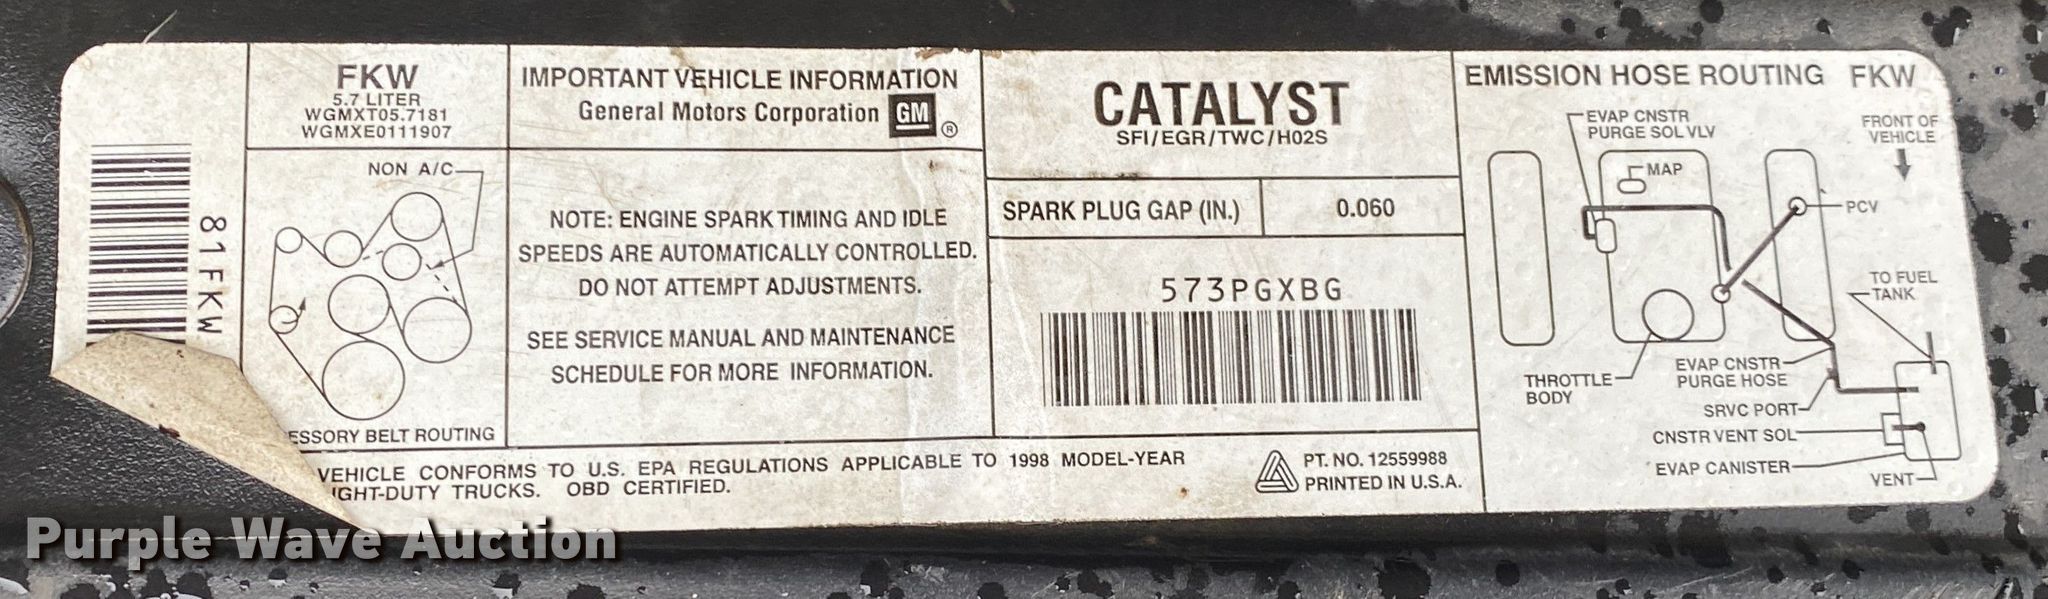 81FKW
FKW
5.7 LITER
WGMXT05.7181
WGMXE0111907
NON A/C
ESSORY BELT ROUTING
IMPORTANT VEHICLE INFORMATION
General Motors Corporation GM ®
NOTE: ENGINE SPARK TIMING AND IDLE
SPEEDS ARE AUTOMATICALLY CONTROLLED.
DO NOT ATTEMPT ADJUSTMENTS.
SEE SERVICE MANUAL AND MAINTENANCE
SCHEDULE FOR MORE INFORMATION.
CATALYST
SFI/EGR/TWC/HO2S
SPARK PLUG GAP (IN.) 0.060
573PGXBG
VEHICLE CONFORMS TO U.S. EPA REGULATIONS APPLICABLE TO 1998 MODEL-YEAR
IGHT-DUTY TRUCKS. OBD CERTIFIED.
PT. NO. 12559988
PRINTED IN U.S.A.
EMISSION HOSE ROUTING FKW
EVAP CNSTR
PURGE SOL VLV
FRONT OF
VEHICLE
MAP
PCV
TO FUEL
TANK
THROTTLE
BODY
EVAP CNSTR
PURGE HOSE
SRVC PORT
CNSTR VENT SOL
EVAP CANISTER
VENT
Purple Wave Auction